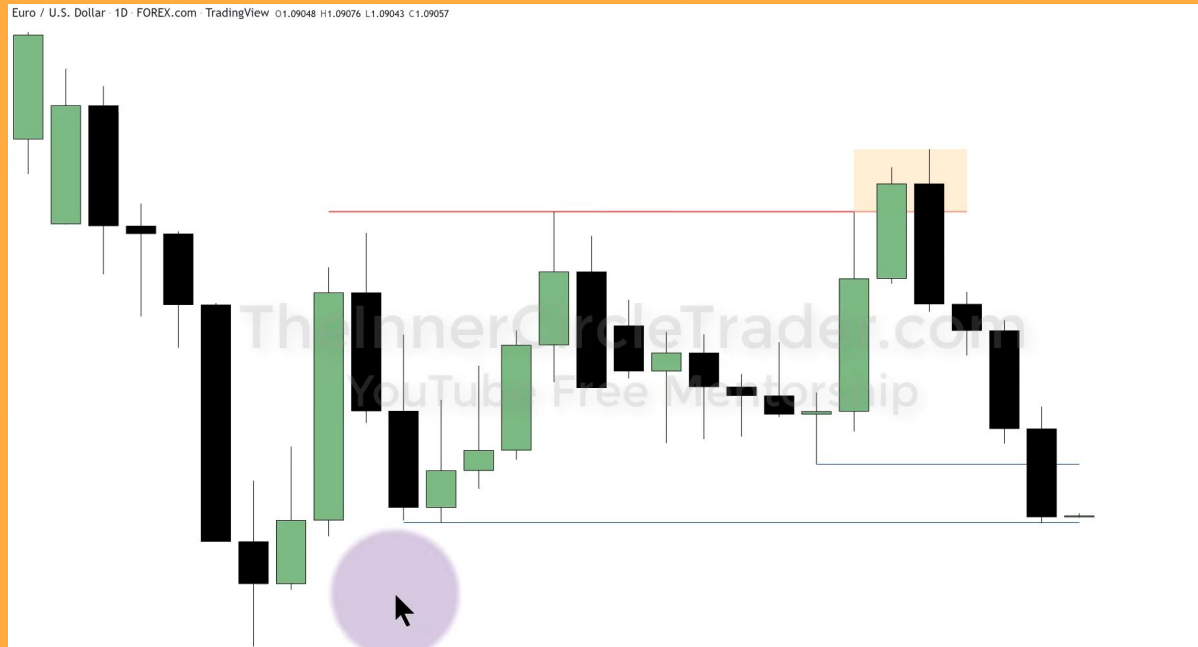 Euro / U.S. Dollar · 1D · FOREX.com · TradingView O1.09048 H1.09076 L1.09043 C1.09057
TheInnerCircleTrader.com
YouTube Free Mentorship